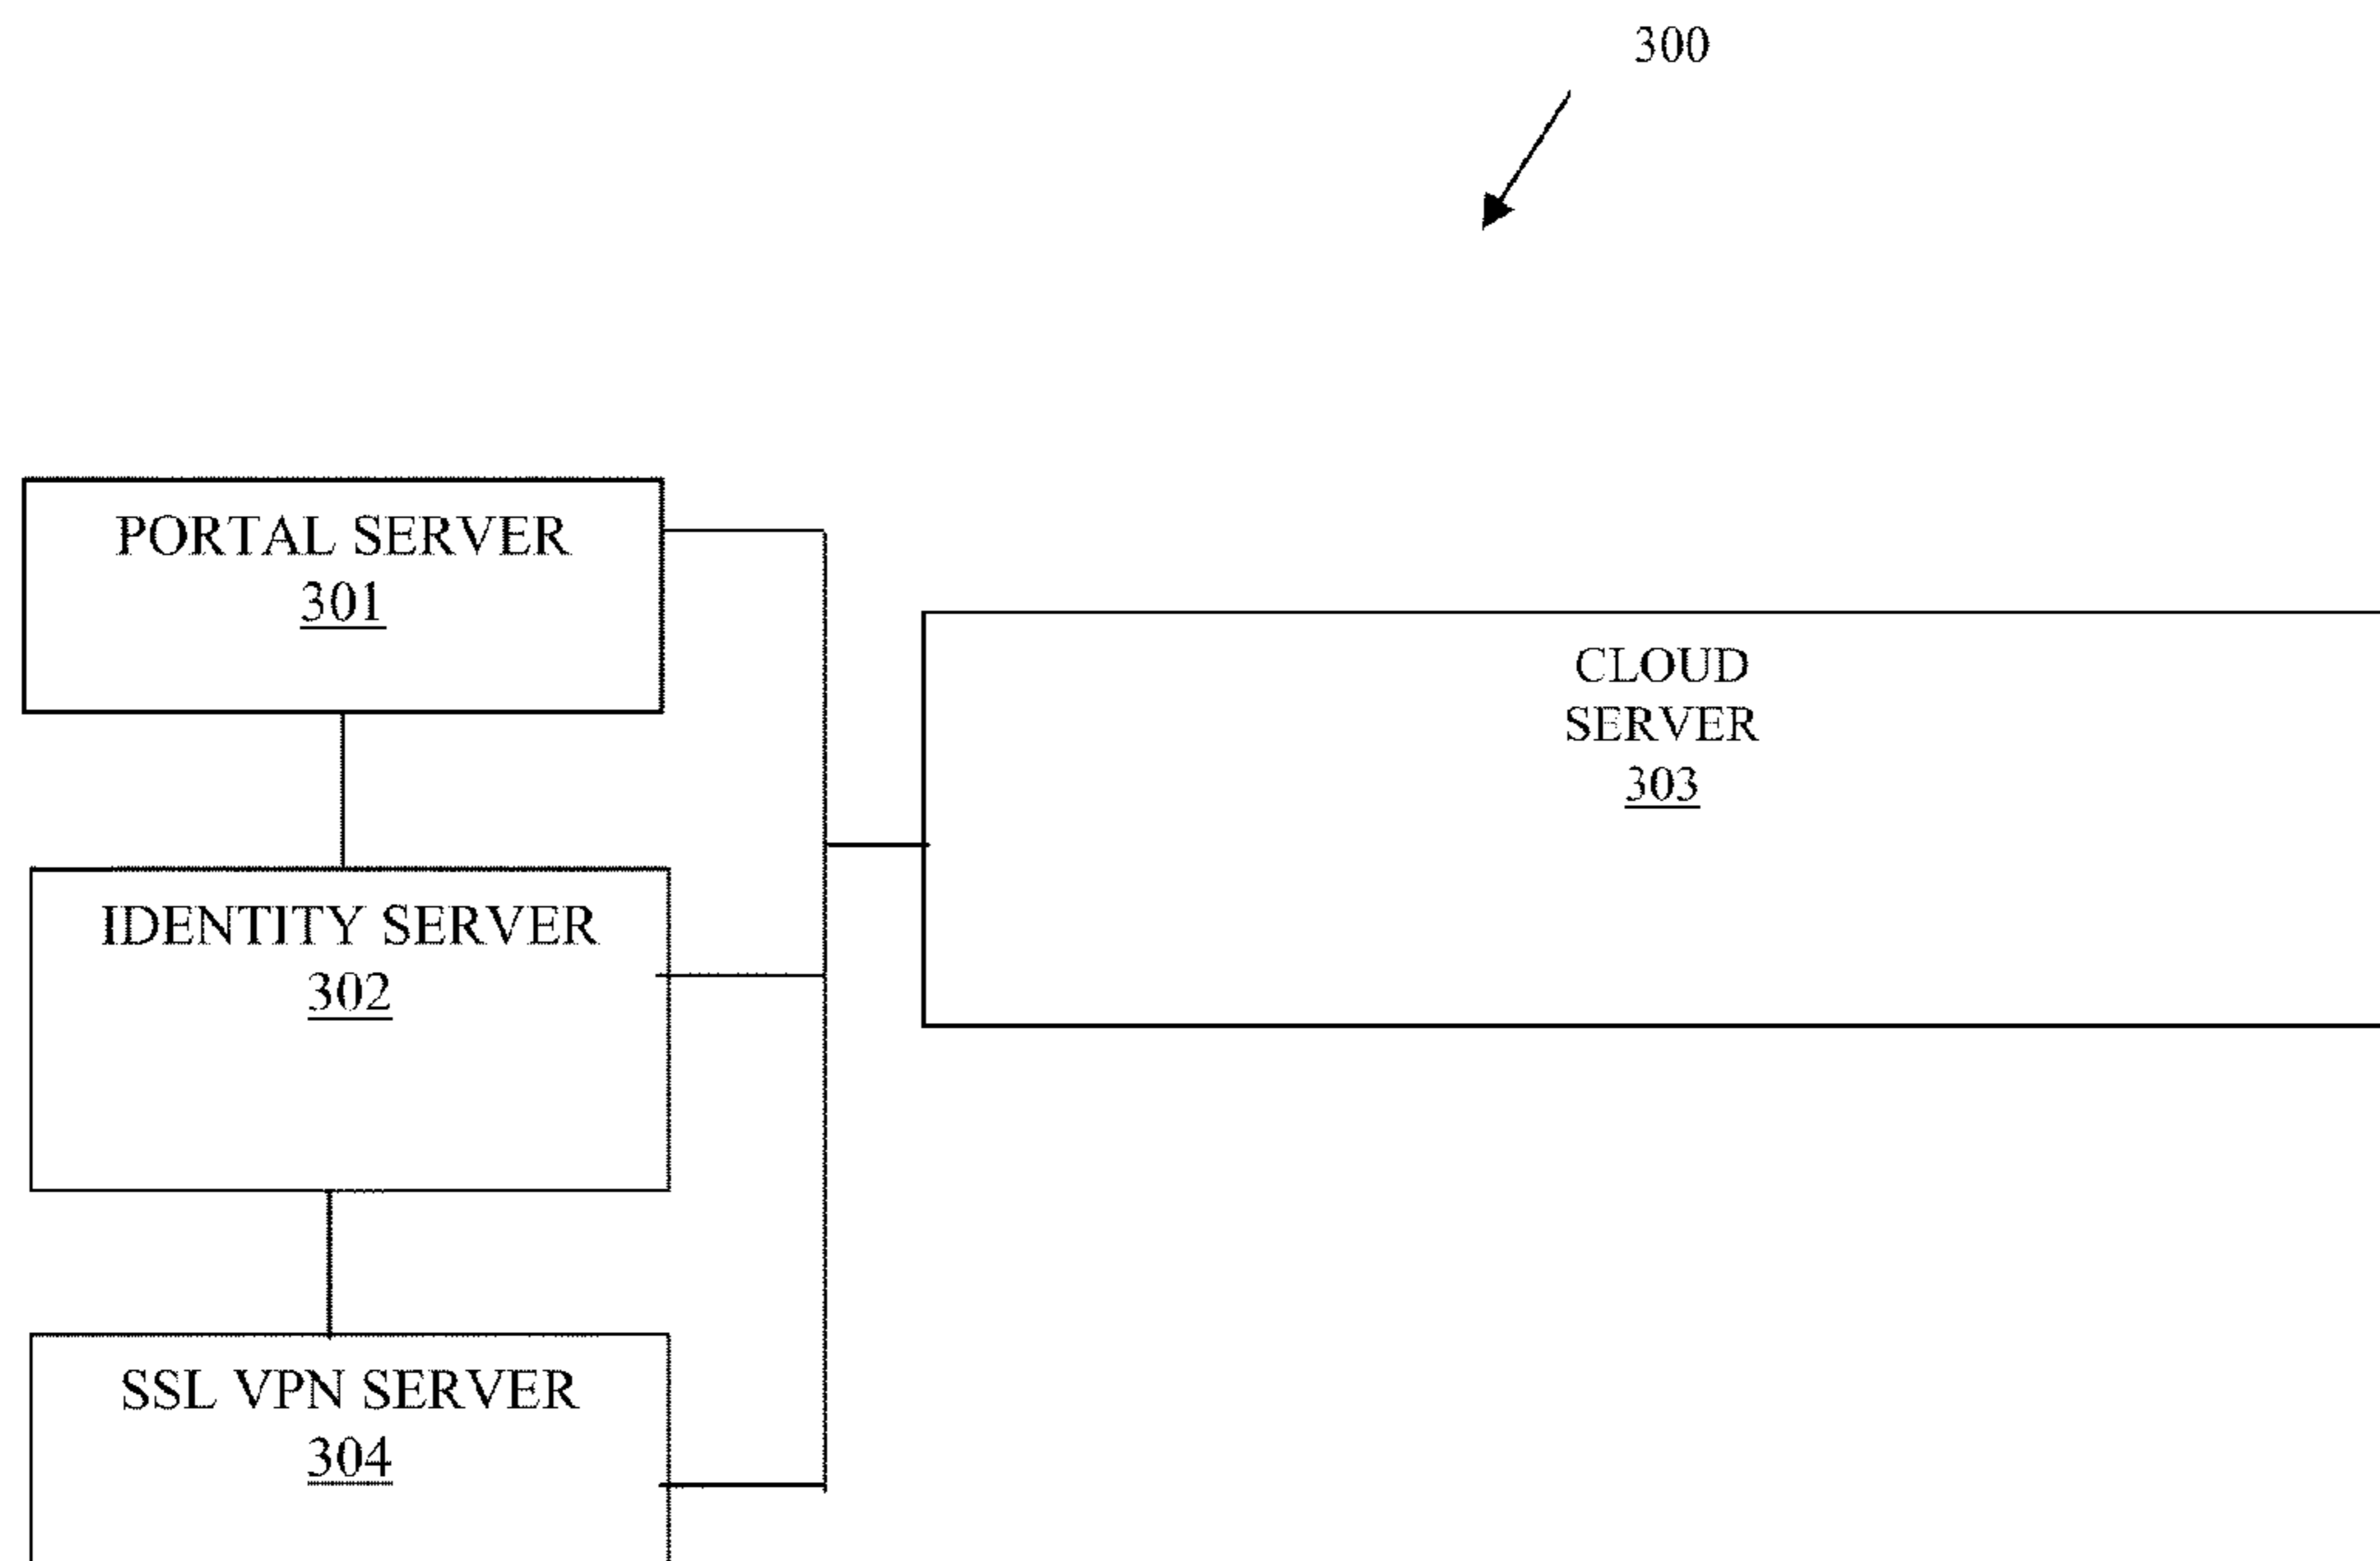 300
PORTAL SERVER
301
CLOUD
SERVER
303
IDENTITY SERVER
302
SSL VPN SERVER
304